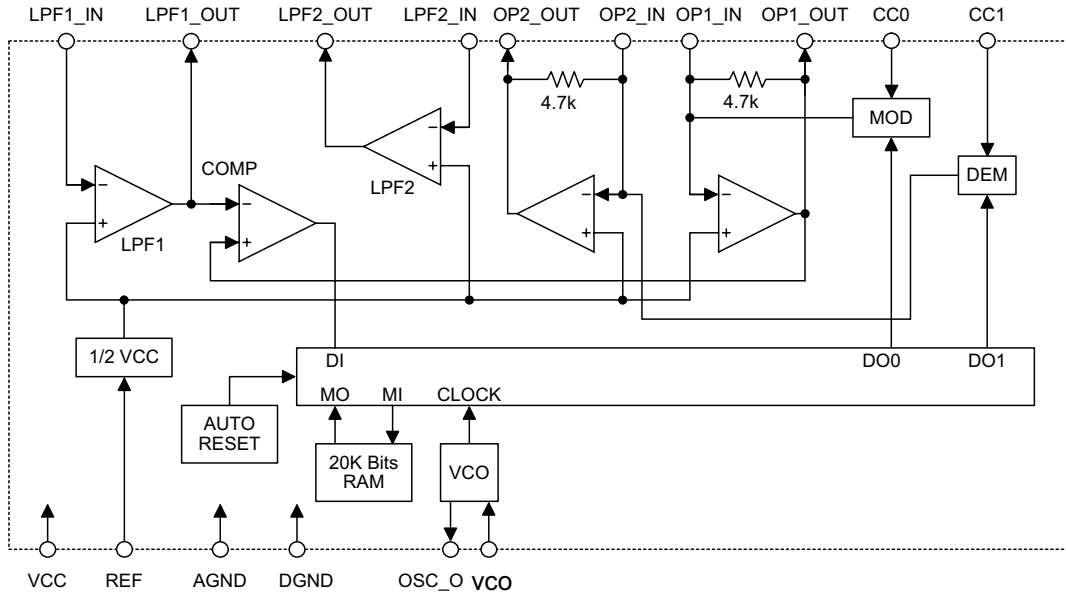 LPF1_IN LPF1_OUT LPF2_OUT LPF2_IN OP2_OUT OP2_IN OP1_IN OP1_OUT CC0 CC1
4.7k 4.7k
MOD
− COMP + LPF2 DEM
− + LPF1 − + − + − +
1/2 VCC
DI DO0 DO1
MO MI CLOCK
AUTO
RESET
20K Bits
RAM
VCO
VCC REF AGND DGND OSC_O VCO